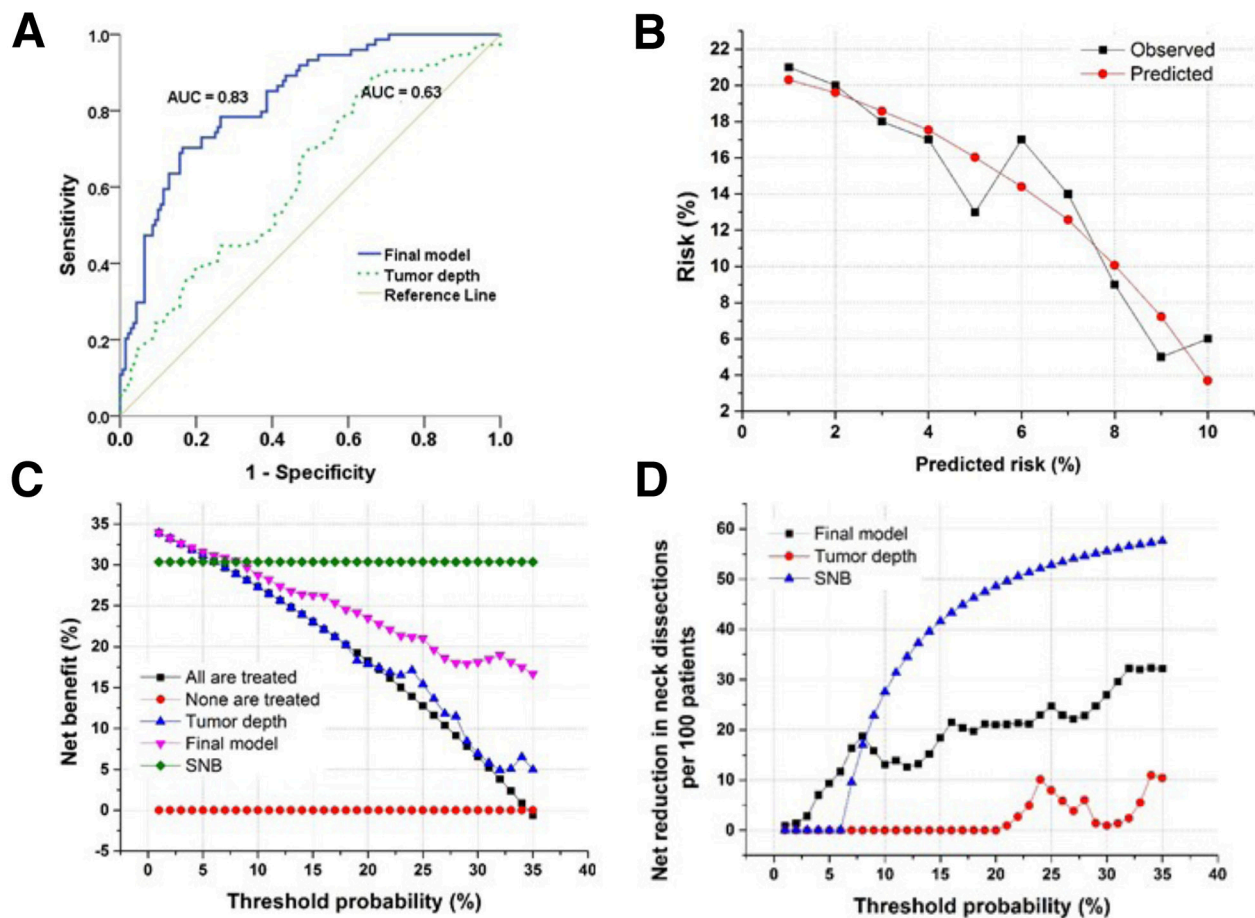 A
1.0
0.8
0.6
0.4
0.2
0.0
Sensitivity
AUC = 0.83
AUC = 0.63
Final model
Tumor depth
Reference Line
0.0 0.2 0.4 0.6 0.8 1.0
1 - Specificity
B
22
20
18
16
14
12
10
8
6
4
2
Risk (%)
Observed
Predicted
0 2 4 6 8 10
Predicted risk (%)
C
35
30
25
20
15
10
5
0
-5
Net benefit (%)
All are treated
None are treated
Tumor depth
Final model
SNB
0 5 10 15 20 25 30 35 40
Threshold probability (%)
D
60
50
40
30
20
10
0
Net reduction in neck dissections
per 100 patients
Final model
Tumor depth
SNB
0 5 10 15 20 25 30 35 40
Threshold probability (%)